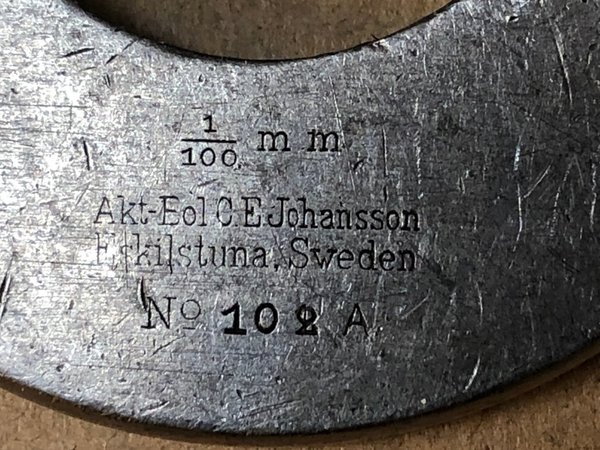 1/100 mm
Akt-Bol C.E.Johansson
Eskilstuna, Sweden
No 102 A